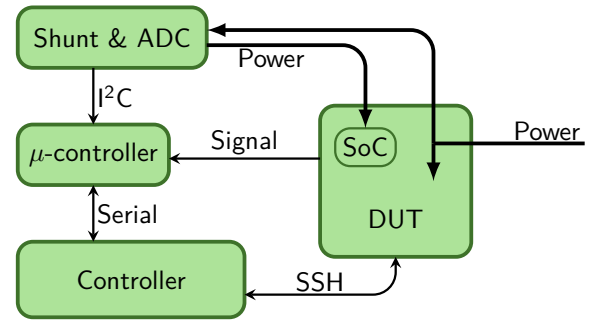 Shunt & ADC
Power
I²C
Power
μ-controller
Signal
SoC
Serial
DUT
Controller
SSH